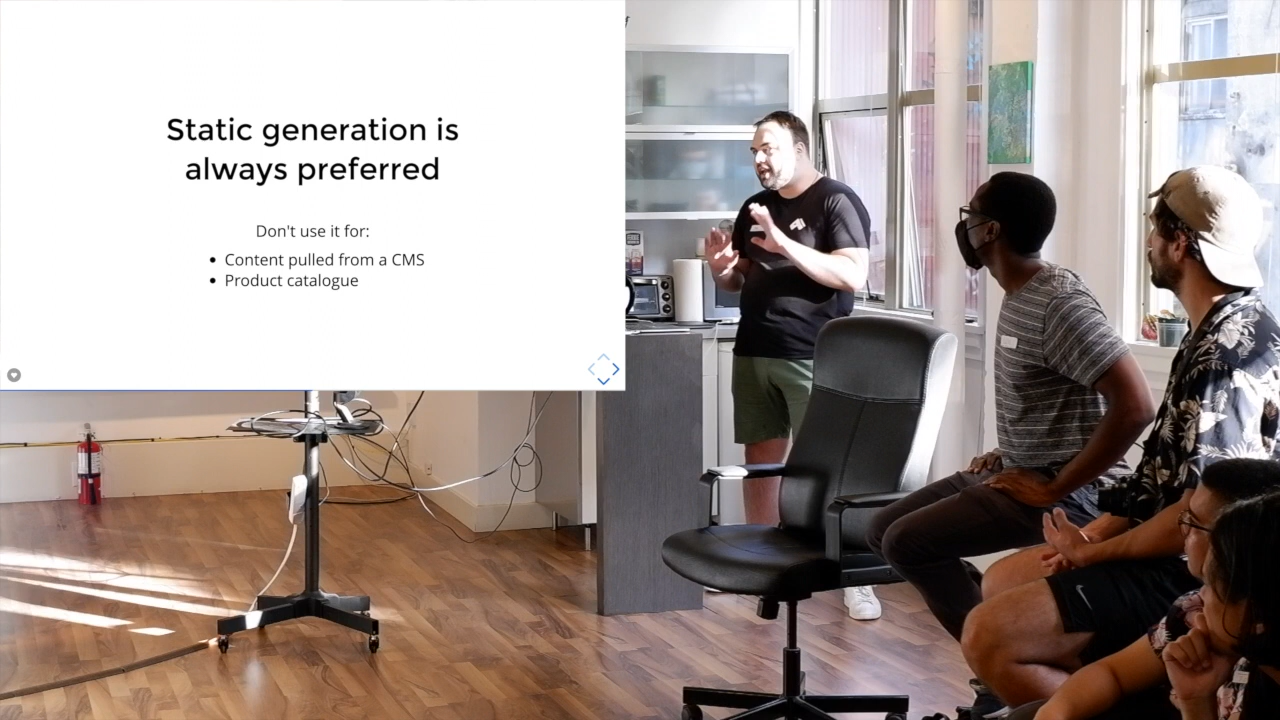 Static generation is
always preferred
Don't use it for:
• Content pulled from a CMS
• Product catalogue